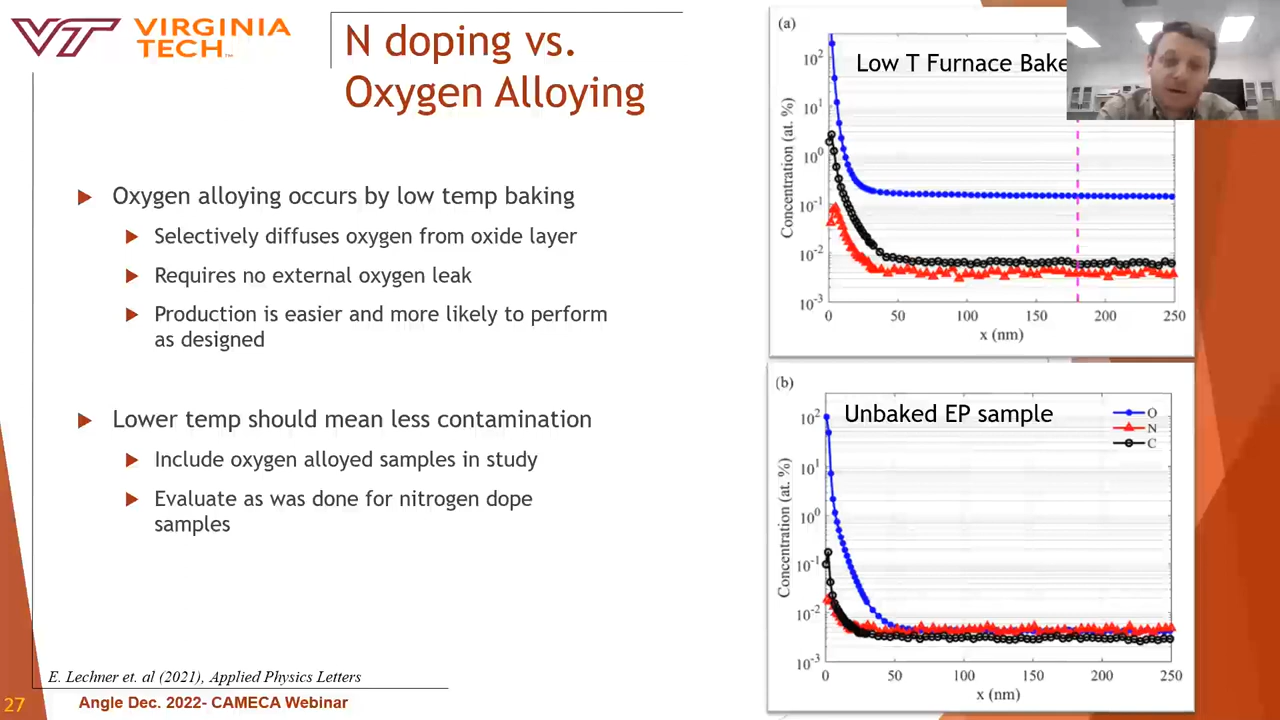 VT VIRGINIA
TECH™
N doping vs.
Oxygen Alloying
Oxygen alloying occurs by low temp baking
Selectively diffuses oxygen from oxide layer
Requires no external oxygen leak
Production is easier and more likely to perform
as designed
Lower temp should mean less contamination
Include oxygen alloyed samples in study
Evaluate as was done for nitrogen dope
samples
E. Lechner et. al (2021), Applied Physics Letters
27
Angle Dec. 2022- CAMECA Webinar
(a)
Low T Furnace Bake
Concentration (at. %)
10²
10¹
10⁰
10⁻¹
10⁻²
10⁻³
0 50 100 150 200 250
x (nm)
(b)
Unbaked EP sample
O
N
C
Concentration (at. %)
10²
10¹
10⁰
10⁻¹
10⁻²
10⁻³
0 50 100 150 200 250
x (nm)